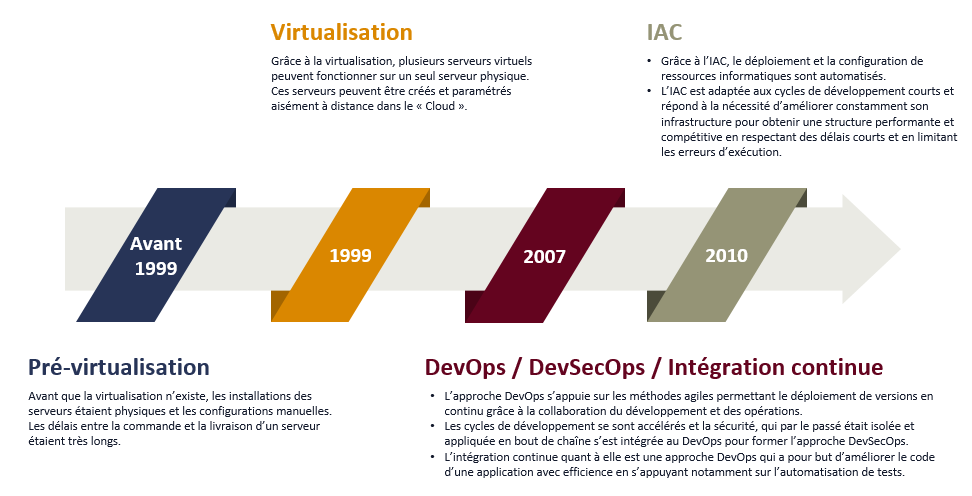 Virtualisation
Grâce à la virtualisation, plusieurs serveurs virtuels
peuvent fonctionner sur un seul serveur physique.
Ces serveurs peuvent être créés et paramétrés
aisément à distance dans le « Cloud ».
IAC
• Grâce à l’IAC, le déploiement et la configuration de
ressources informatiques sont automatisés.
• L’IAC est adaptée aux cycles de développement courts et
répond à la nécessité d’améliorer constamment son
infrastructure pour obtenir une structure performante et
compétitive en respectant des délais courts et en limitant
les erreurs d’exécution.
Avant
1999
1999
2007
2010
Pré-virtualisation
Avant que la virtualisation n’existe, les installations des
serveurs étaient physiques et les configurations manuelles.
Les délais entre la commande et la livraison d’un serveur
étaient très longs.
DevOps / DevSecOps / Intégration continue
• L’approche DevOps s’appuie sur les méthodes agiles permettant le déploiement de versions en
continu grâce à la collaboration du développement et des opérations.
• Les cycles de développement se sont accélérés et la sécurité, qui par le passé était isolée et
appliquée en bout de chaîne s’est intégrée au DevOps pour former l’approche DevSecOps.
• L’intégration continue quant à elle est une approche DevOps qui a pour but d’améliorer le code
d’une application avec efficience en s’appuyant notamment sur l’automatisation de tests.